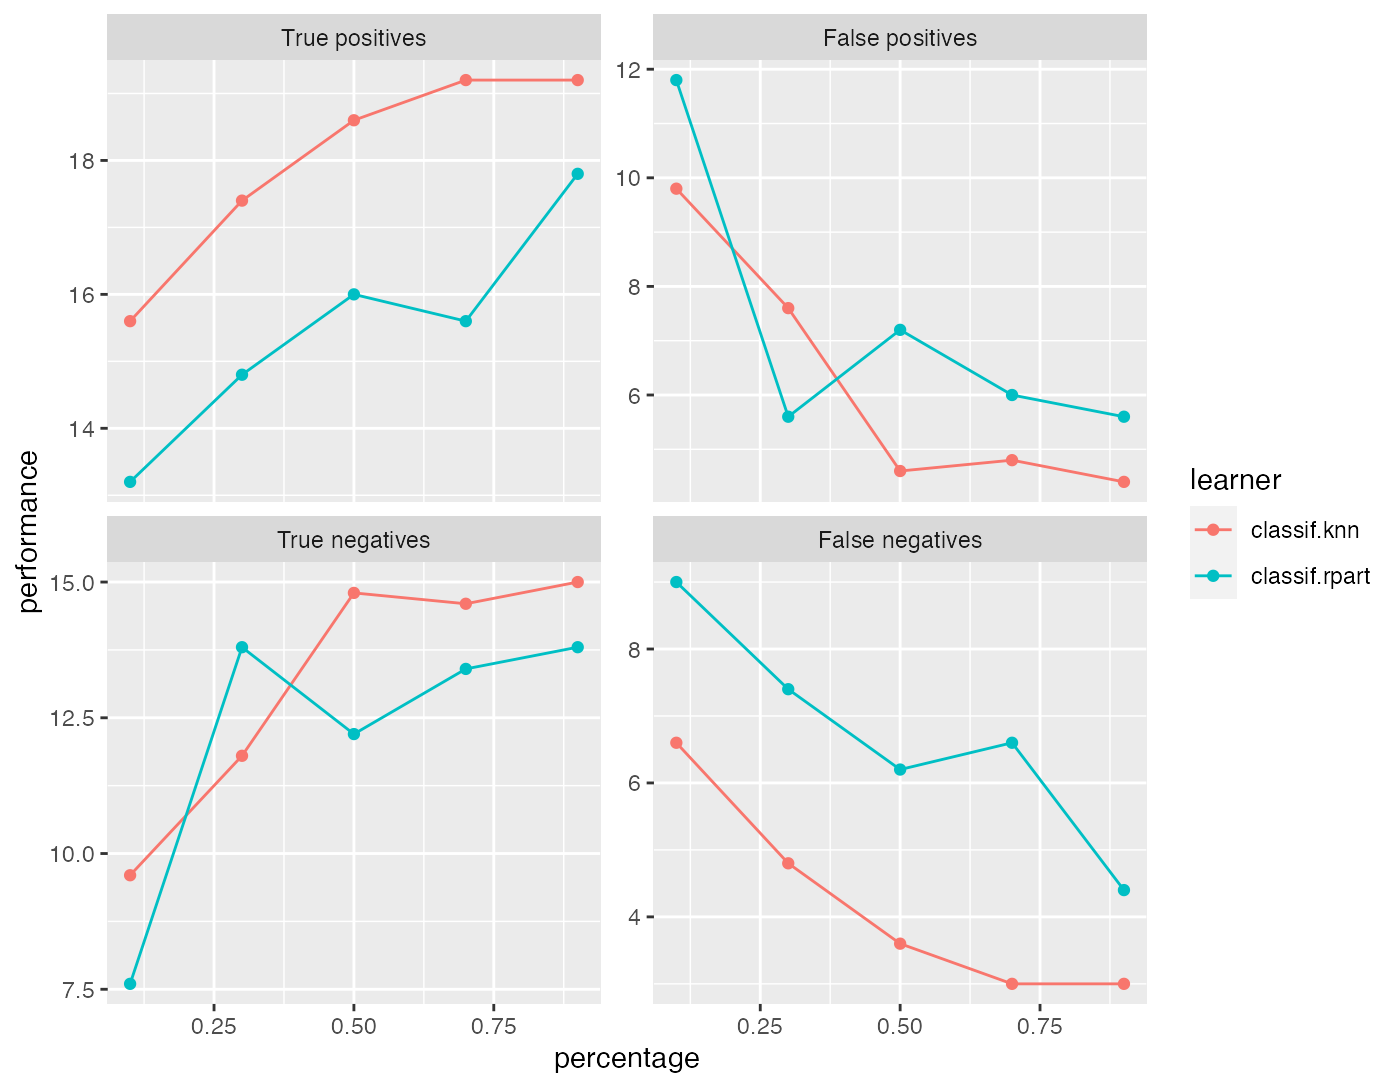 True positives
False positives
18
16
14
12
10
8
6
True negatives
False negatives
15.0
12.5
10.0
7.5
8
6
4
0.25
0.50
0.75
0.25
0.50
0.75
percentage
performance
learner
classif.knn
classif.rpart